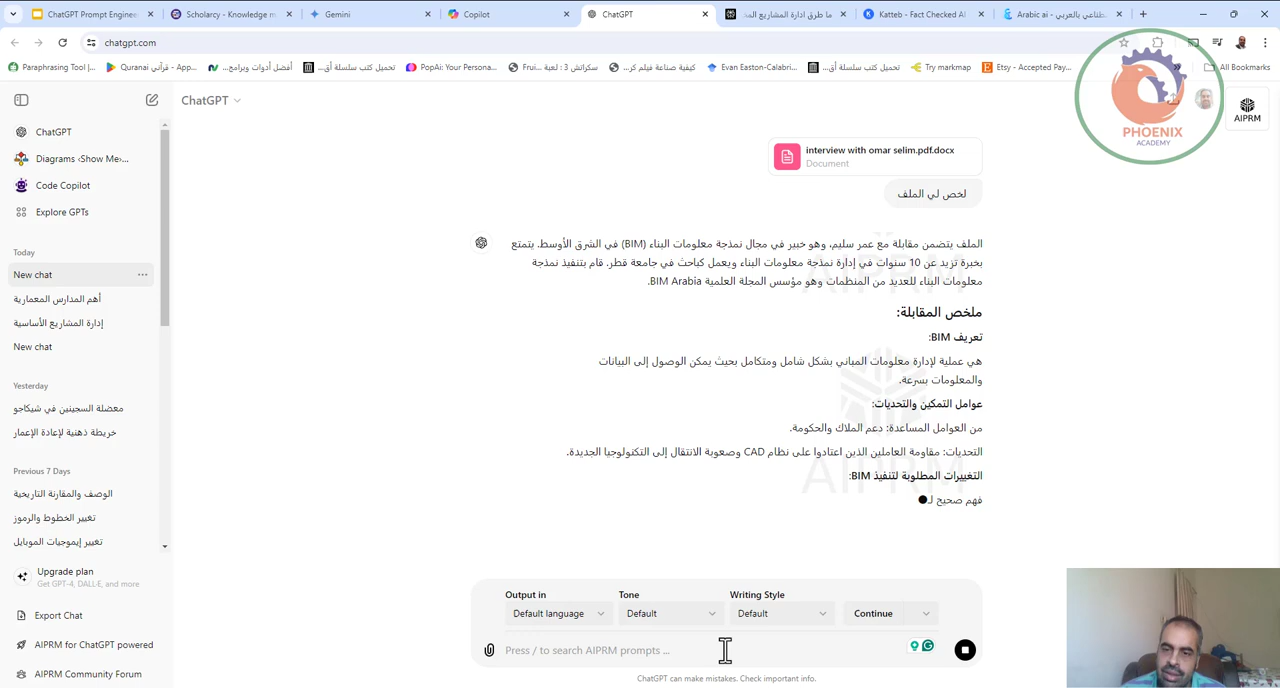 ChatGPT Prompt Enginee
Scholarcy - Knowledge m
Gemini
Copilot
ChatGPT
ما طرق ادارة المشاريع المذ
Katteb - Fact Checked AI
Arabic ai - صطناعي بالعربي
chatgpt.com
Paraphrasing Tool |...
Quranai - قرآني - App...
أفضل أدوات وبرامج...
تحميل كتب سلسلة أق...
PopAi: Your Persona...
سكراتش 3 : لعبة Frui...
كيفية صناعة فيلم كر...
Evan Easton-Calabri...
تحميل كتب سلسلة أق...
Try markmap
Etsy - Accepted Pay...
All Bookmarks
PHOENIX
ACADEMY
AIPRM
ChatGPT
ChatGPT
Diagrams ‹Show Me›...
Code Copilot
Explore GPTs
Today
New chat
أهم المدارس المعمارية
إدارة المشاريع الأساسية
New chat
Yesterday
معضلة السجينين في شيكاجو
خريطة ذهنية لإعادة الإعمار
Previous 7 Days
الوصف والمقارنة التاريخية
تغيير الخطوط والرموز
تغيير إيموجيات الموبايل
Upgrade plan
Get GPT-4, DALL·E, and more
Export Chat
AIPRM for ChatGPT powered
AIPRM Community Forum
interview with omar selim.pdf.docx
Document
لخص لي الملف
الملف يتضمن مقابلة مع عمر سليم، وهو خبير في مجال نمذجة معلومات البناء (BIM) في الشرق الأوسط. يتمتع
بخبرة تزيد عن 10 سنوات في إدارة نمذجة معلومات البناء ويعمل كباحث في جامعة قطر. قام بتنفيذ نمذجة
معلومات البناء للعديد من المنظمات وهو مؤسس المجلة العلمية BIM Arabia.
ملخص المقابلة:
تعريف BIM:
هي عملية لإدارة معلومات المباني بشكل شامل ومتكامل بحيث يمكن الوصول إلى البيانات
والمعلومات بسرعة.
عوامل التمكين والتحديات:
من العوامل المساعدة: دعم الملاك والحكومة.
التحديات: مقاومة العاملين الذين اعتادوا على نظام CAD وصعوبة الانتقال إلى التكنولوجيا الجديدة.
التغييرات المطلوبة لتنفيذ BIM:
فهم صحيح لـ
AIPRM
AIPRM
Output in
Tone
Writing Style
Default language
Default
Default
Continue
Press / to search AIPRM prompts ...
ChatGPT can make mistakes. Check important info.